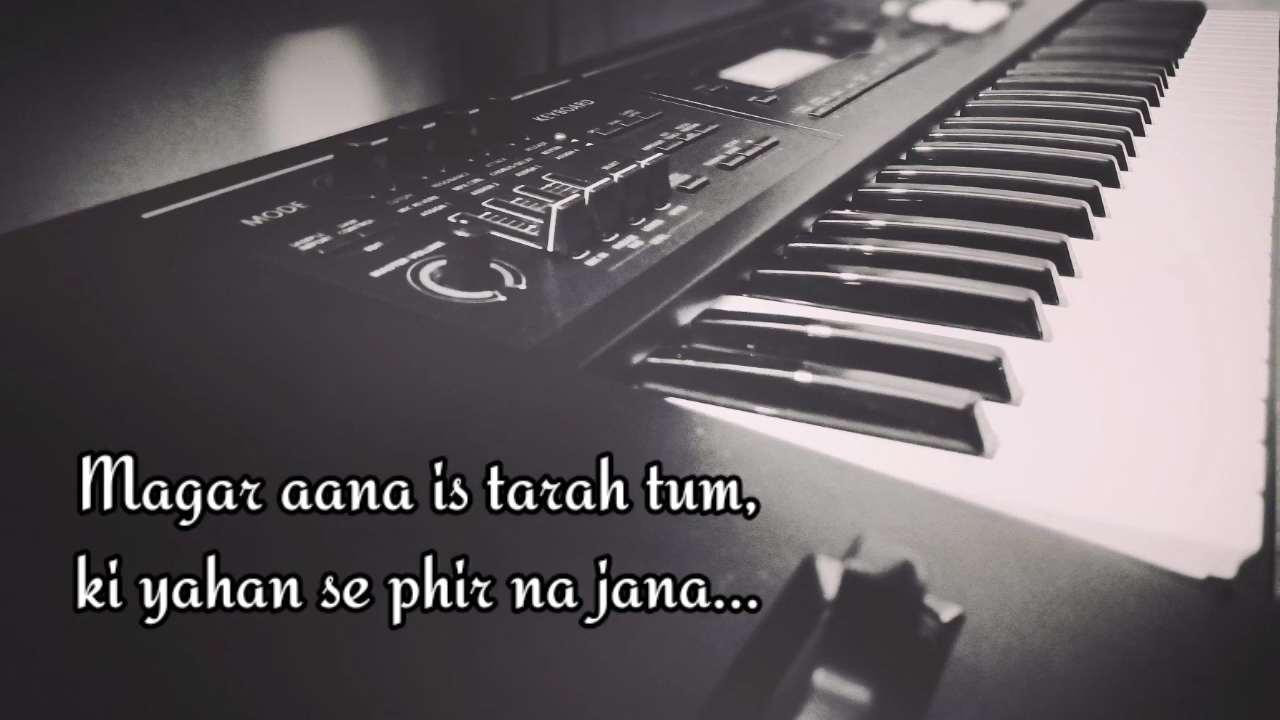 KEYBOARD
MODE
Magar aana is tarah tum,
ki yahan se phir na jana...